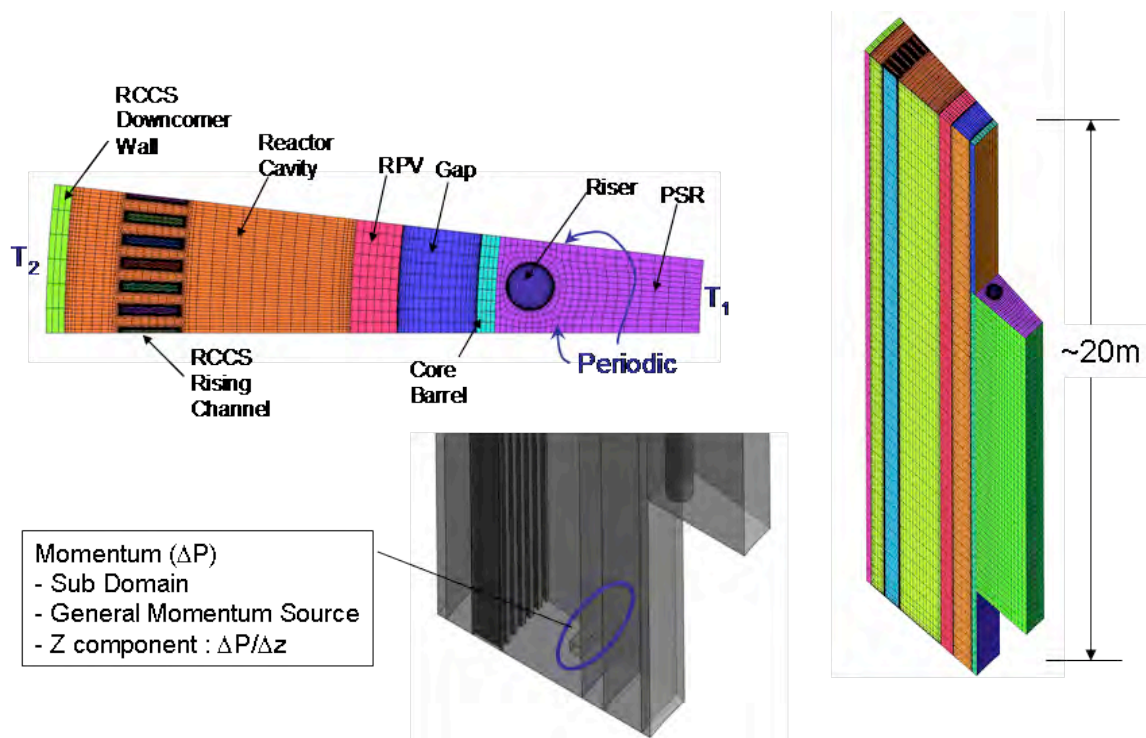 RCCS
Downcorner
Wall
Reactor
Cavity
RPV
Gap
Riser
PSR
T2
T1
RCCS
Rising
Channel
Core
Barrel
Periodic
~20m
Momentum (ΔP)
- Sub Domain
- General Momentum Source
- Z component : ΔP/Δz